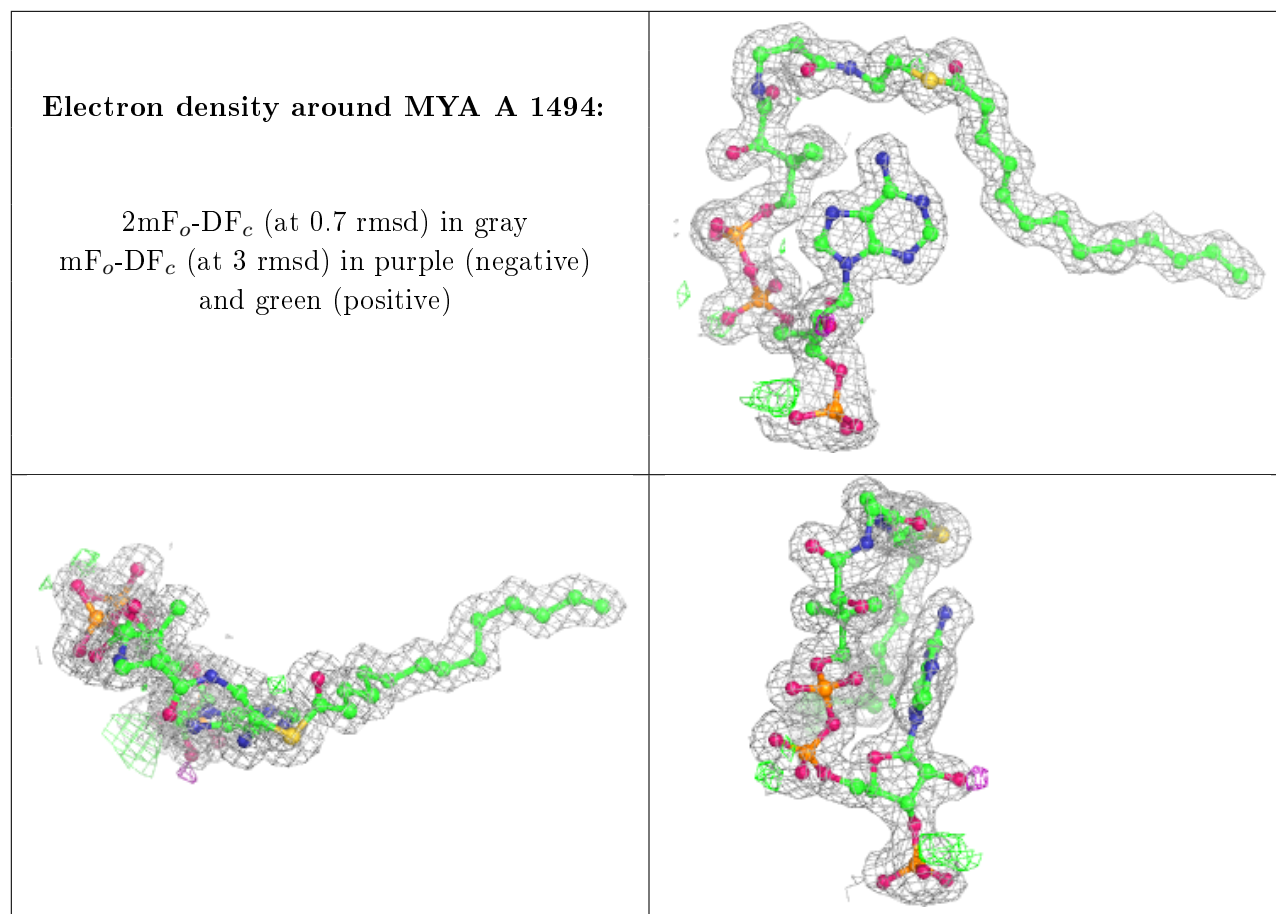 Electron density around MYA A 1494:
2mFₒ-DF𝒸 (at 0.7 rmsd) in gray
mFₒ-DF𝒸 (at 3 rmsd) in purple (negative)
and green (positive)